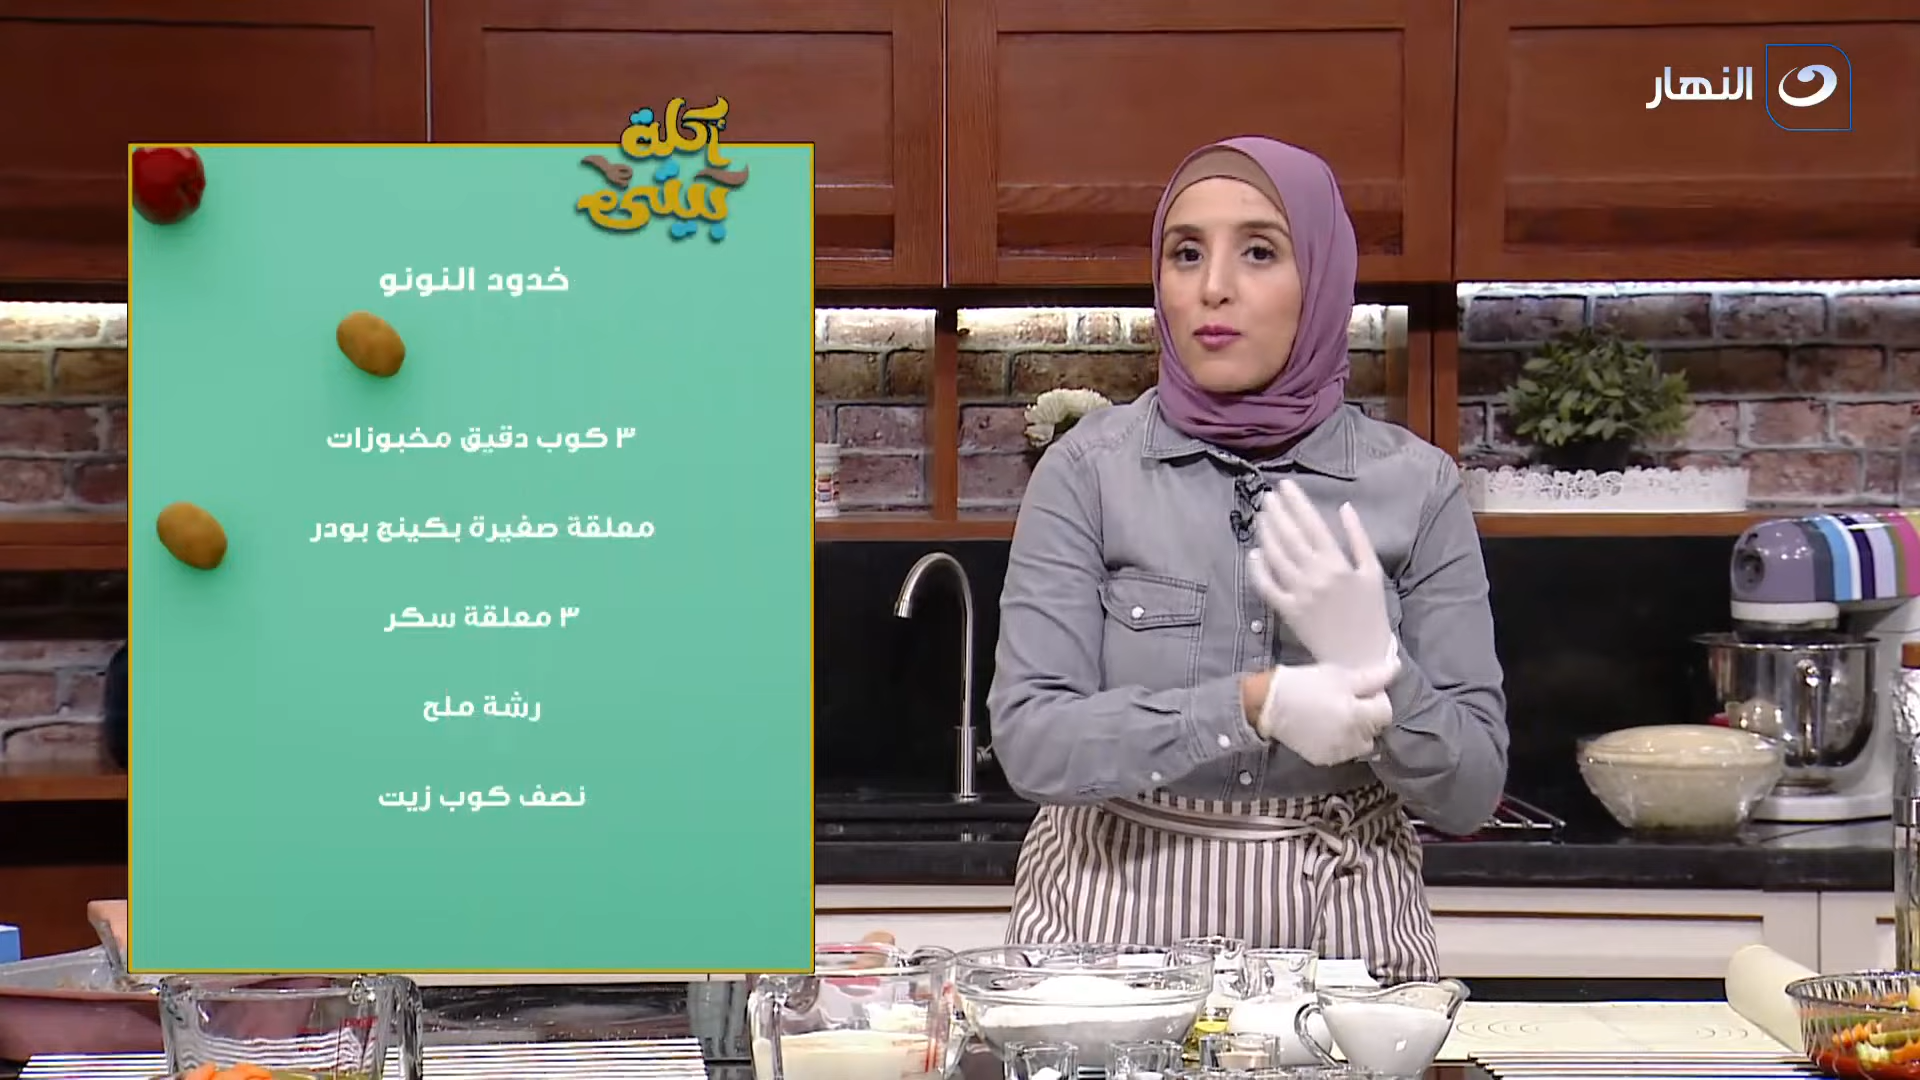 النهار
أكلة
بيتي
خدود النونو
٣ كوب دقيق مخبوزات
معلقة صغيرة بكينج بودر
٣ معلقة سكر
رشة ملح
نصف كوب زيت